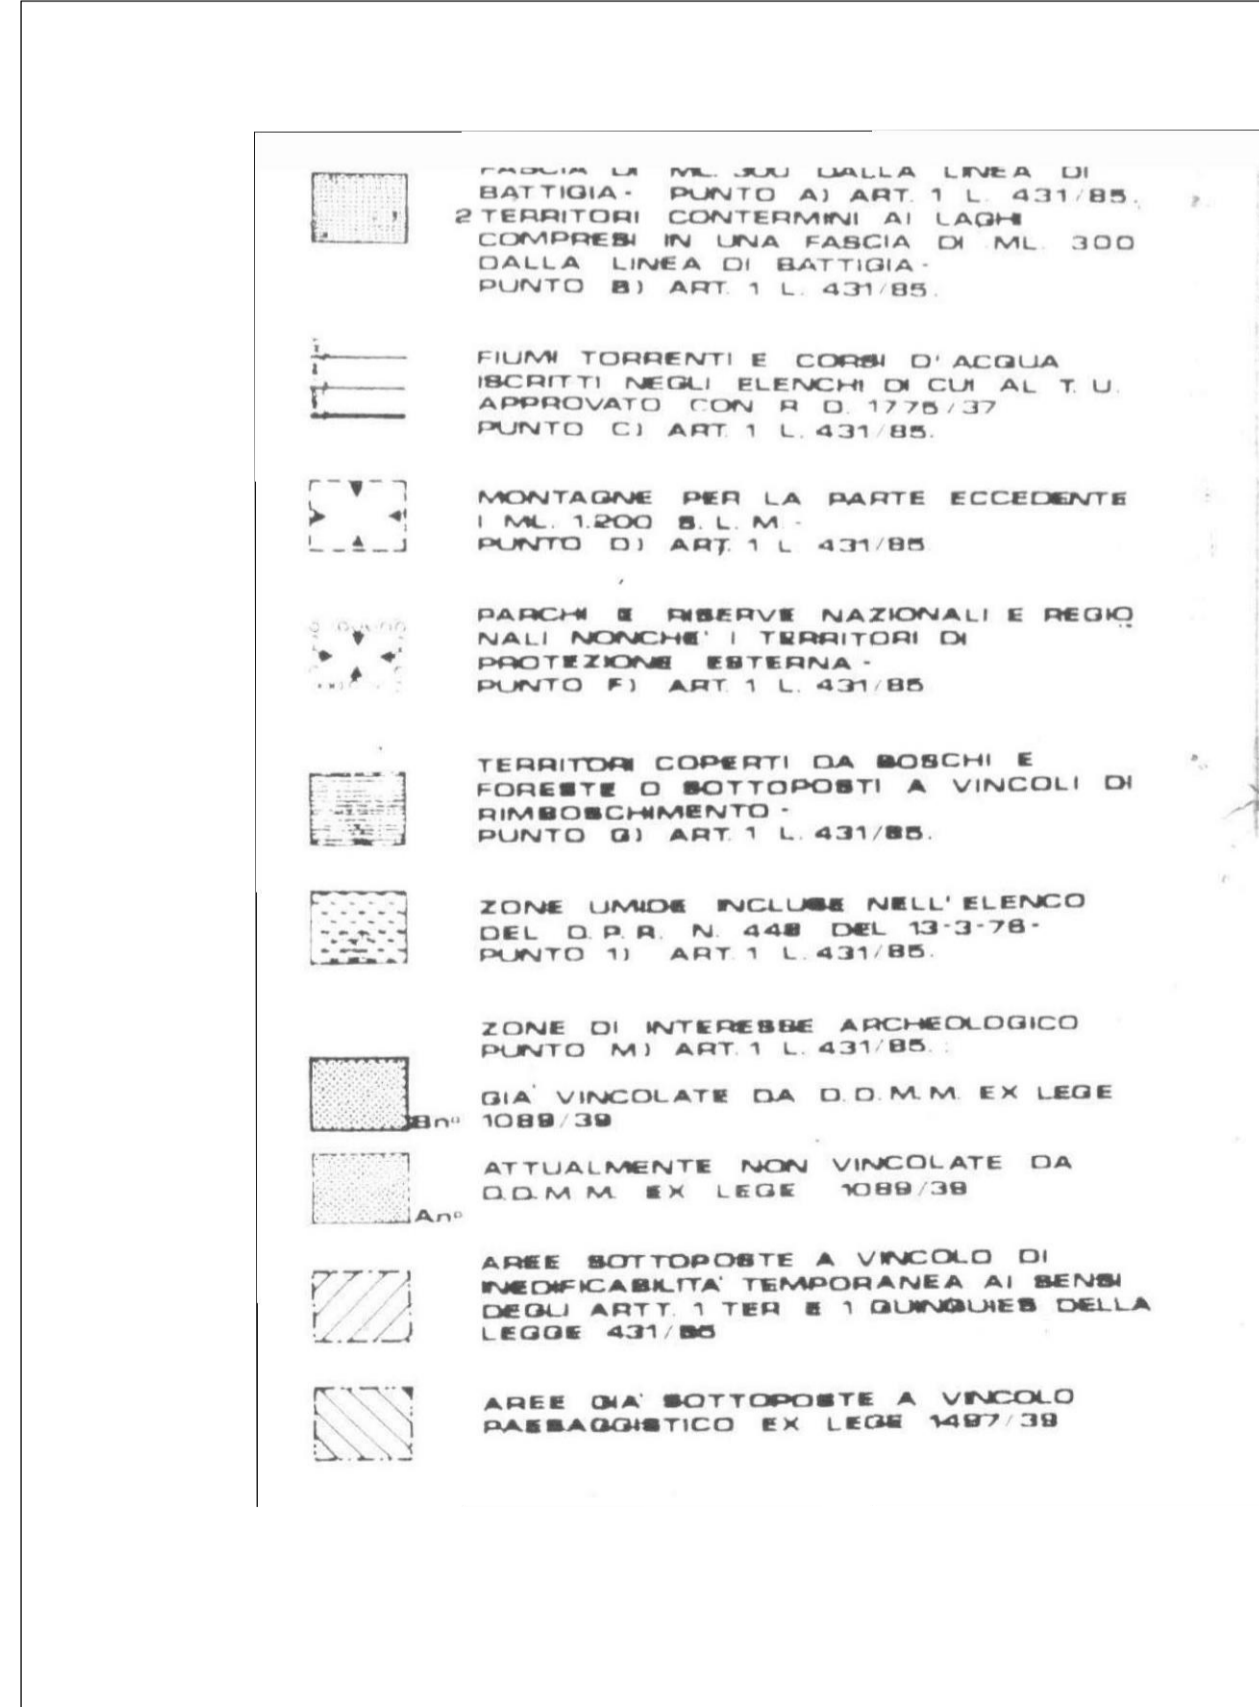 FASCIA DI ML. 300 DALLA LINEA DI
BATTIGIA - PUNTO A) ART. 1 L. 431/85.
2 TERRITORI CONTERMINI AI LAGHI
COMPRESI IN UNA FASCIA DI ML. 300
DALLA LINEA DI BATTIGIA -
PUNTO B) ART. 1 L. 431/85.
FIUMI TORRENTI E CORSI D'ACQUA
ISCRITTI NEGLI ELENCHI DI CUI AL T. U.
APPROVATO CON R D. 1775/37
PUNTO C) ART. 1 L. 431/85.
MONTAGNE PER LA PARTE ECCEDENTE
I ML. 1.200 S. L. M. -
PUNTO D) ART. 1 L 431/85
PARCHI E RISERVE NAZIONALI E REGIO
NALI NONCHE' I TERRITORI DI
PROTEZIONE ESTERNA -
PUNTO F) ART. 1 L. 431/85
TERRITORI COPERTI DA BOSCHI E
FORESTE O SOTTOPOSTI A VINCOLI DI
RIMBOSCHIMENTO -
PUNTO G) ART. 1 L. 431/85.
ZONE UMIDE INCLUSE NELL'ELENCO
DEL D. P. R. N. 448 DEL 13-3-76 -
PUNTO 1) ART. 1 L. 431/85.
ZONE DI INTERESSE ARCHEOLOGICO
PUNTO M) ART. 1 L. 431/85.
GIA' VINCOLATE DA D.D.M.M. EX LEGE
Bn° 1089/39
ATTUALMENTE NON VINCOLATE DA
D.D.M M. EX LEGE 1089/39
An°
AREE SOTTOPOSTE A VINCOLO DI
INEDIFICABILITA' TEMPORANEA AI SENSI
DEGLI ARTT. 1 TER E 1 QUINQUIES DELLA
LEGGE 431/85
AREE GIA' SOTTOPOSTE A VINCOLO
PAESAGGISTICO EX LEGE 1497/39